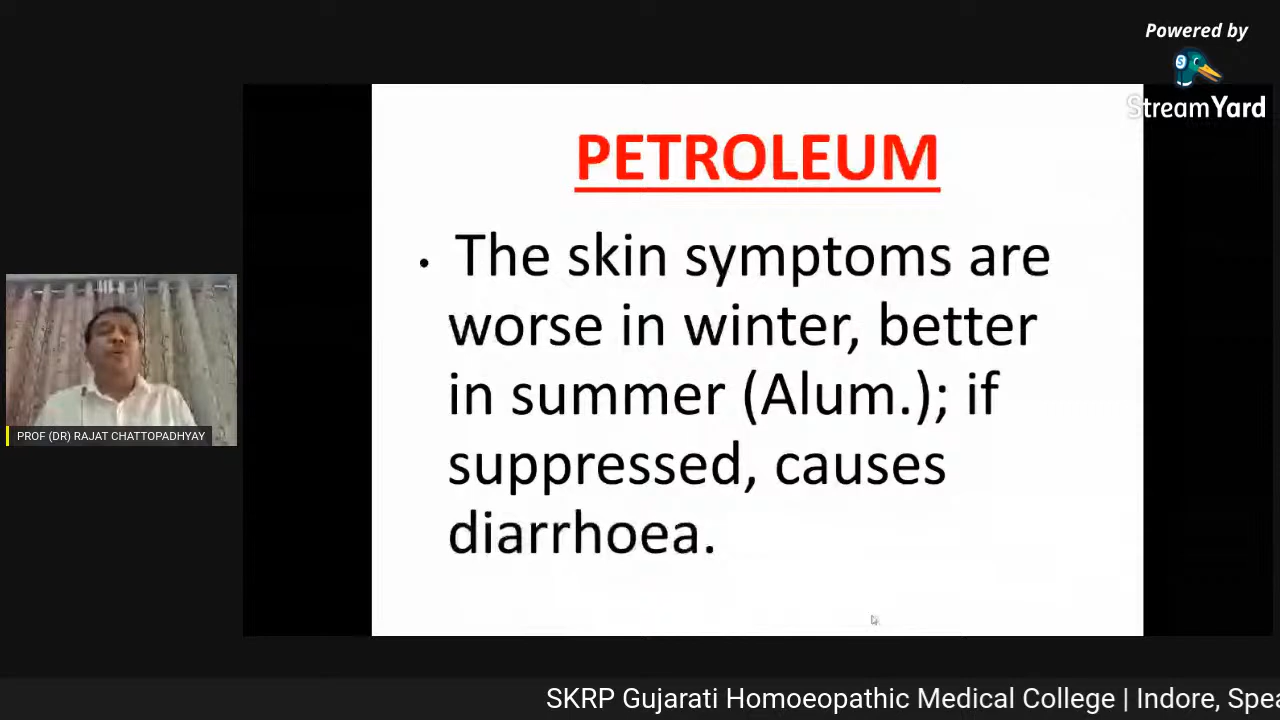 Powered by
StreamYard
PETROLEUM
• The skin symptoms are
worse in winter, better
in summer (Alum.); if
suppressed, causes
diarrhoea.
PROF (DR) RAJAT CHATTOPADHYAY
SKRP Gujarati Homoeopathic Medical College | Indore, Spea